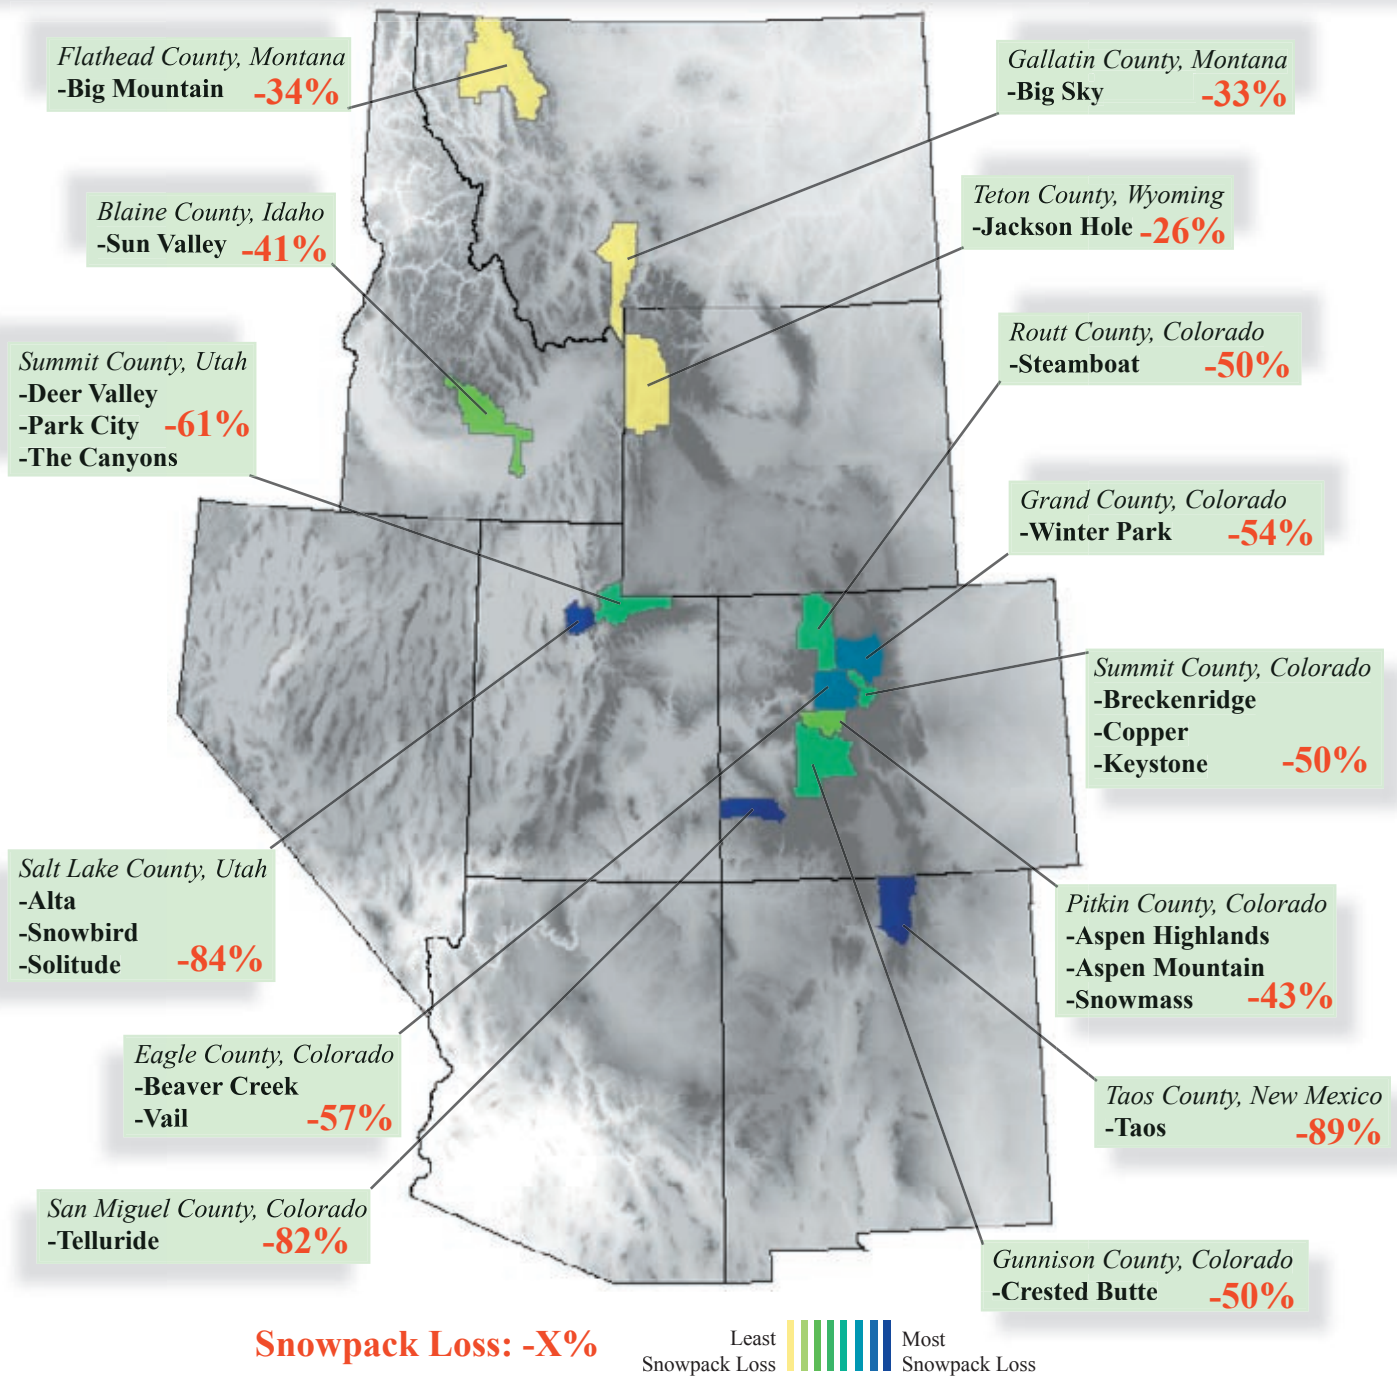 Flathead County, Montana
-Big Mountain -34%
Gallatin County, Montana
-Big Sky -33%
Blaine County, Idaho
-Sun Valley -41%
Teton County, Wyoming
-Jackson Hole -26%
Summit County, Utah
-Deer Valley
-Park City -61%
-The Canyons
Routt County, Colorado
-Steamboat -50%
Grand County, Colorado
-Winter Park -54%
Summit County, Colorado
-Breckenridge
-Copper
-Keystone -50%
Salt Lake County, Utah
-Alta
-Snowbird
-Solitude -84%
Pitkin County, Colorado
-Aspen Highlands
-Aspen Mountain
-Snowmass -43%
Eagle County, Colorado
-Beaver Creek
-Vail -57%
Taos County, New Mexico
-Taos -89%
San Miguel County, Colorado
-Telluride -82%
Gunnison County, Colorado
-Crested Butte -50%
Snowpack Loss: -X%
Least
Snowpack Loss
Most
Snowpack Loss